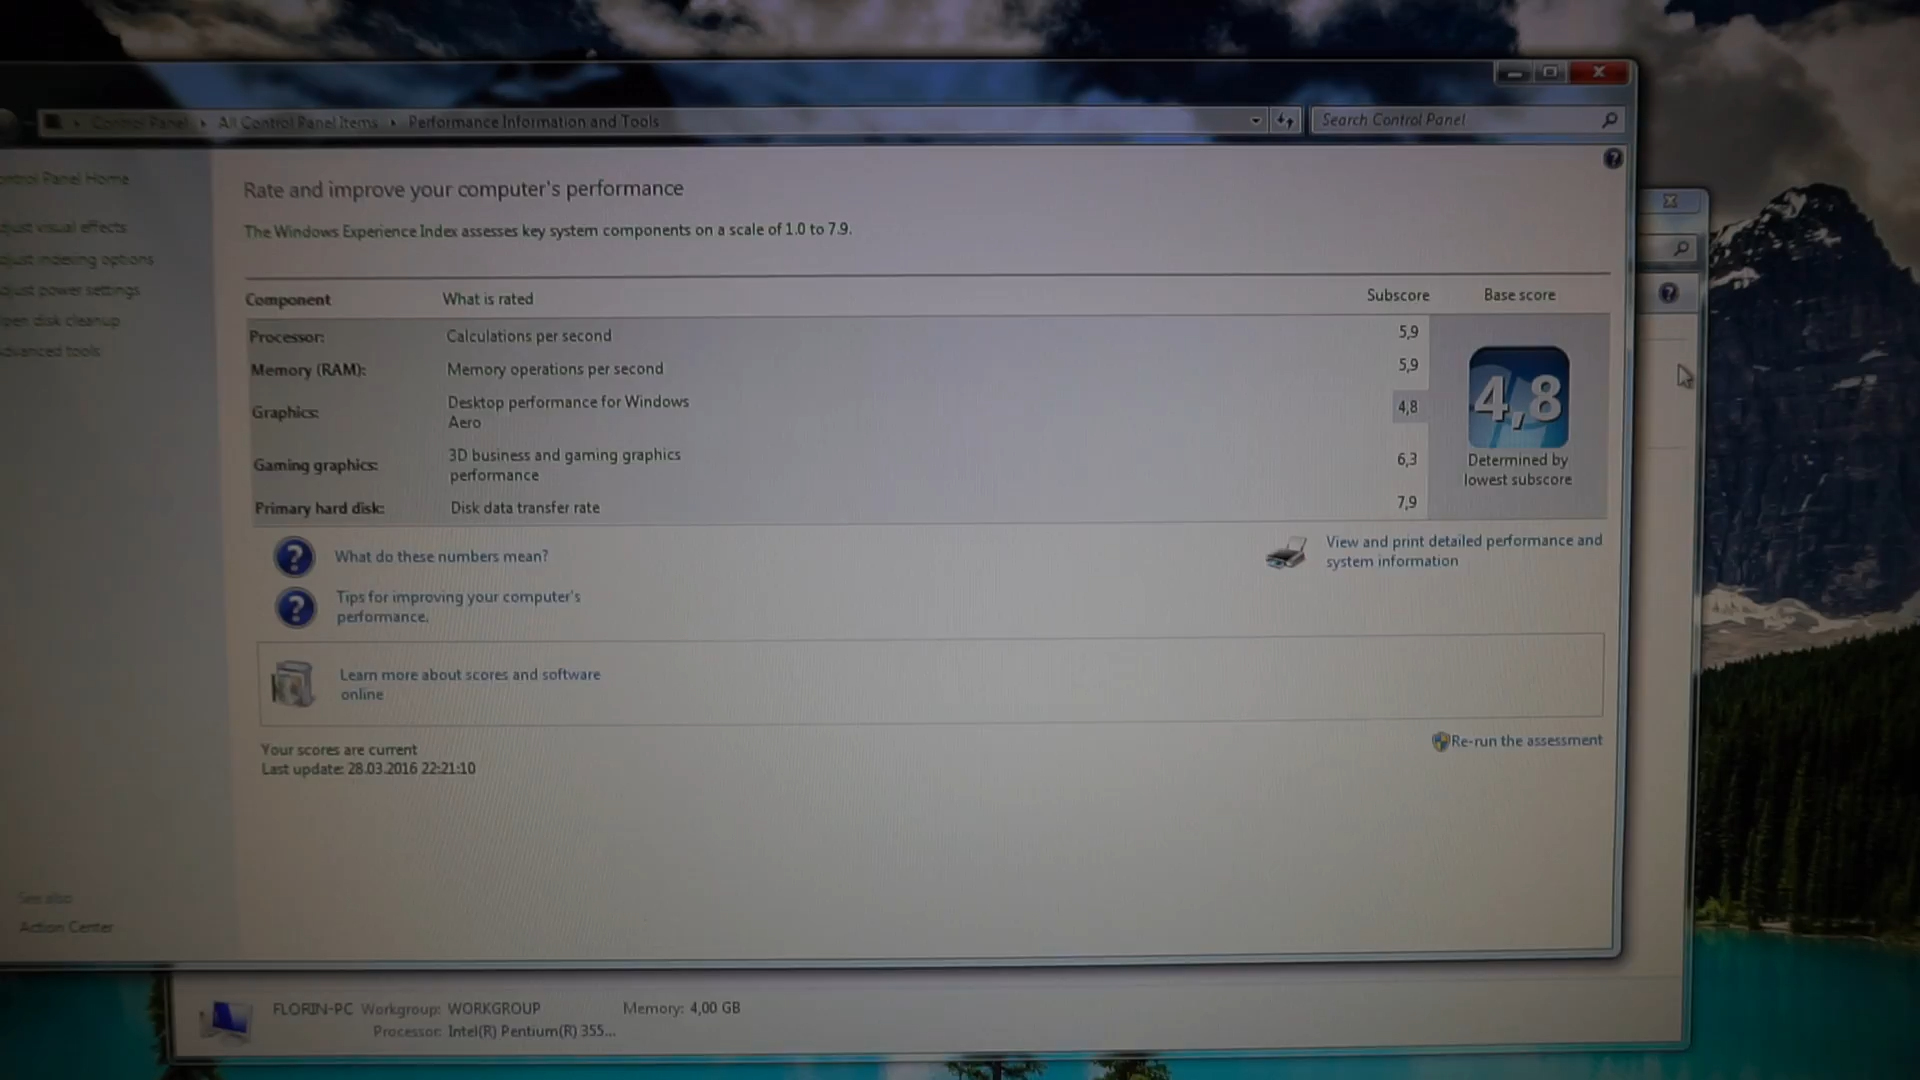 Control Panel ▸ All Control Panel Items ▸ Performance Information and Tools
Search Control Panel
ontrol Panel Home
djust visual effects
djust indexing options
djust power settings
pen disk cleanup
dvanced tools
See also
Action Center
Rate and improve your computer's performance
The Windows Experience Index assesses key system components on a scale of 1.0 to 7.9.
Component What is rated Subscore Base score
Processor: Calculations per second 5,9
Memory (RAM): Memory operations per second 5,9
Graphics: Desktop performance for Windows
Aero 4,8
Gaming graphics: 3D business and gaming graphics
performance 6,3
Primary hard disk: Disk data transfer rate 7,9
4,8
Determined by
lowest subscore
What do these numbers mean?
Tips for improving your computer's
performance.
View and print detailed performance and
system information
Learn more about scores and software
online
Your scores are current
Last update: 28.03.2016 22:21:10
Re-run the assessment
FLORIN-PC Workgroup: WORKGROUP Memory: 4,00 GB
Processor: Intel(R) Pentium(R) 355...